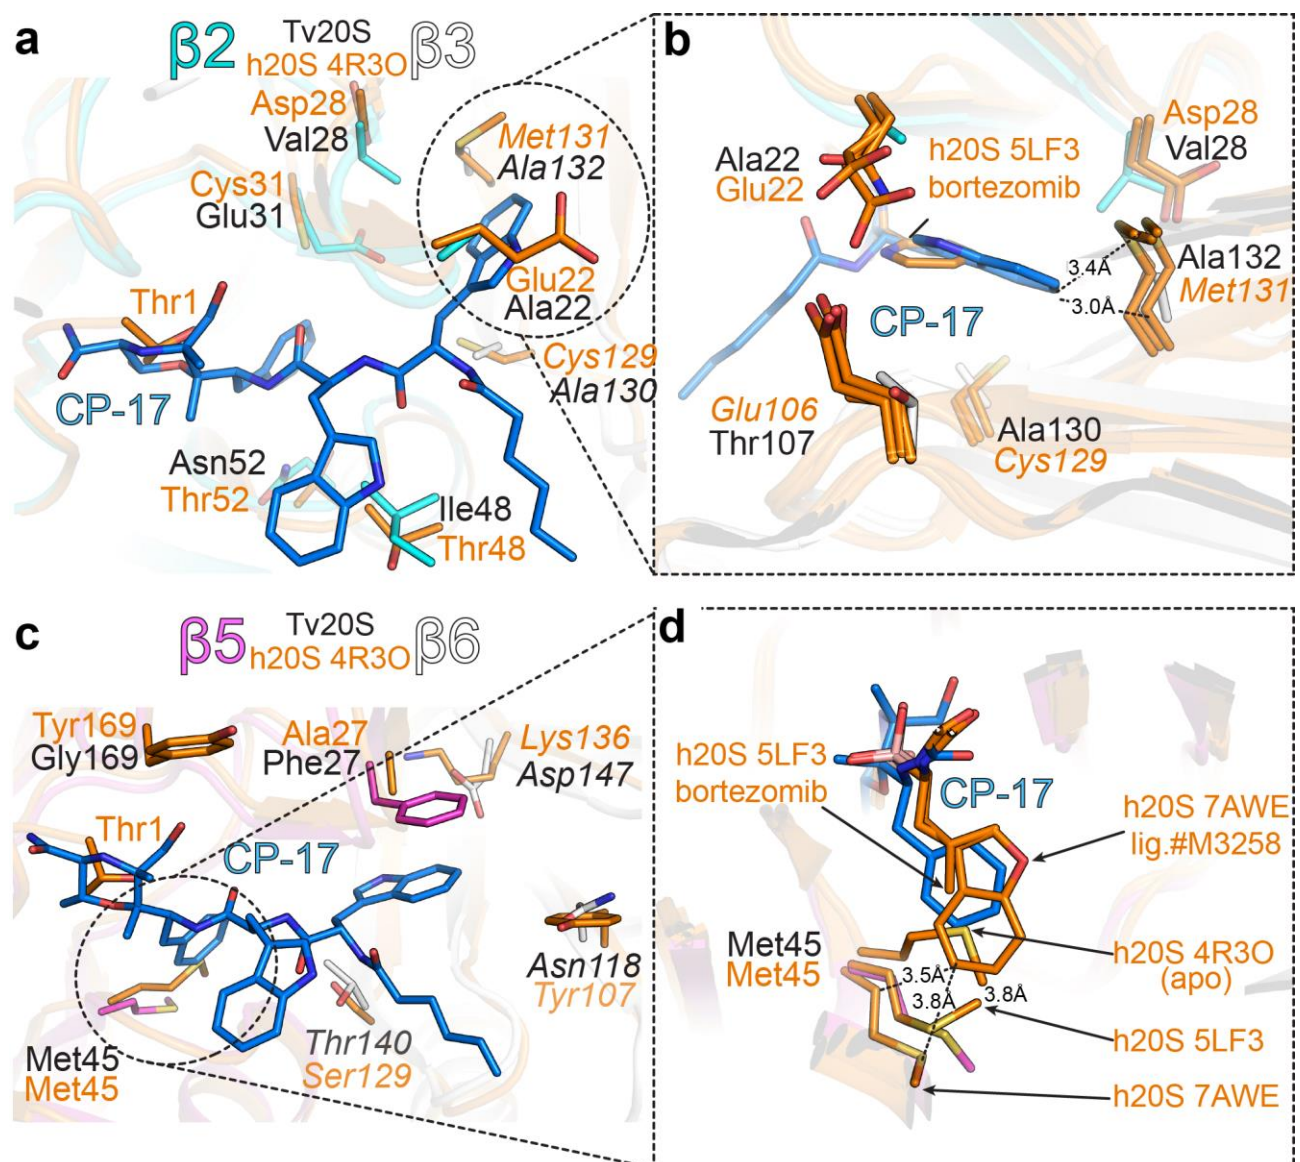 a
β2 Tv20S β3
h20S 4R3O
Asp28
Val28
Met131
Ala132
Cys31
Glu31
Glu22
Ala22
Thr1
CP-17
Cys129
Ala130
Asn52
Thr52
Ile48
Thr48
b
Asp28
Val28
Ala22
Glu22
h20S 5LF3
bortezomib
3.4Å
3.0Å
Ala132
Met131
CP-17
Glu106
Thr107
Ala130
Cys129
c
β5 Tv20S β6
h20S 4R3O
Tyr169
Gly169
Ala27
Phe27
Lys136
Asp147
Thr1
CP-17
Asn118
Tyr107
Met45
Met45
Thr140
Ser129
d
h20S 5LF3
bortezomib
CP-17
h20S 7AWE
lig.#M3258
Met45
Met45
3.5Å
3.8Å
3.8Å
h20S 4R3O
(apo)
h20S 5LF3
h20S 7AWE